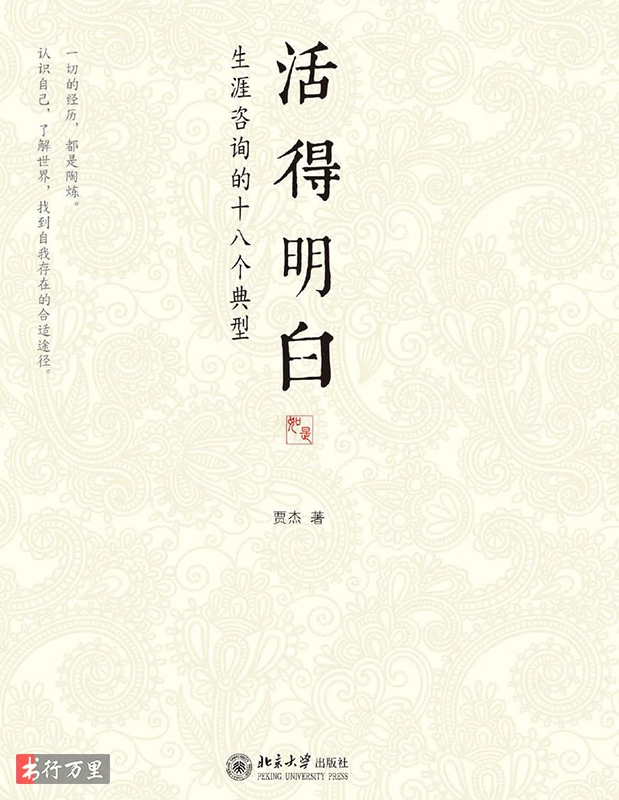 活得明白
生涯咨询的十八个典型
一切的经历，都是陶炼。
认识自己，了解世界，找到自我存在的合适途径。
如是
贾杰 著
北京大学出版社
PEKING UNIVERSITY PRESS
书行万里